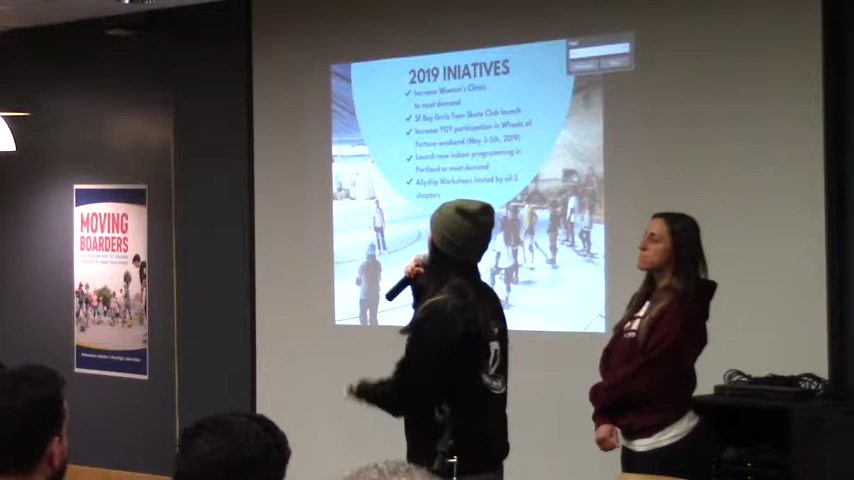 2019 INIATIVES
✓ Increase Women's Clinics
to meet demand
✓ SF Bay Grrl's Teen Skate Club launch
✓ Increase YOY participation in Wheels of
Fortune weekend (May 3-5th, 2019)
✓ Launch new indoor programming in
Portland to meet demand
✓ Allyship Workshops hosted by all 3
chapters
MOVING
BOARDERS